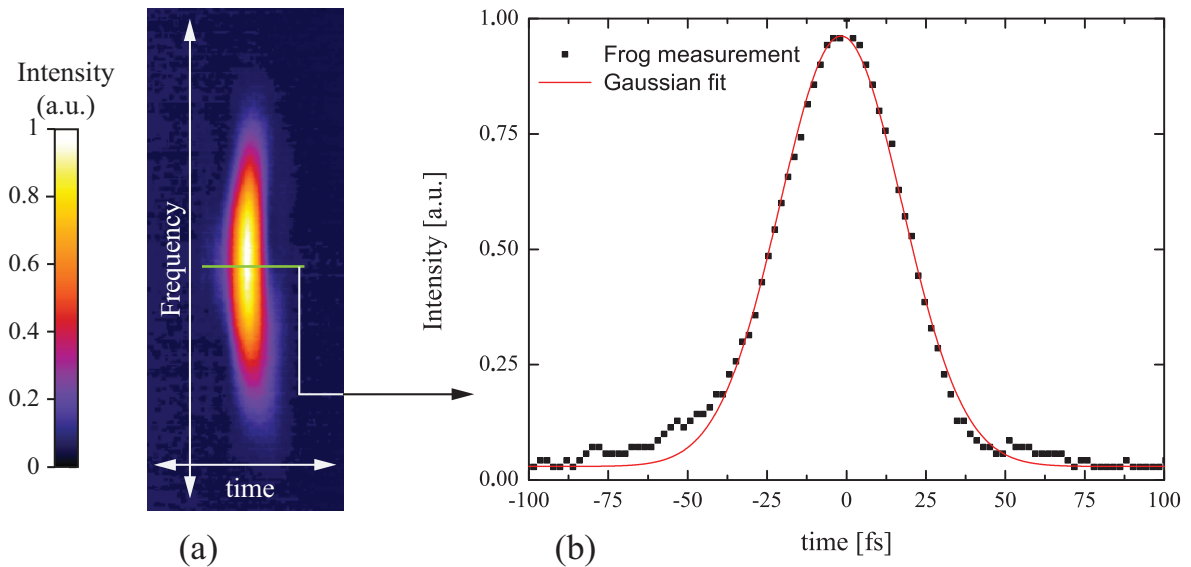 Intensity
(a.u.)
1
0.8
0.6
0.4
0.2
0
Frequency
time
(a)
Intensity [a.u.]
1.00
0.75
0.50
0.25
0.00
Frog measurement
Gaussian fit
-100
-75
-50
-25
0
25
50
75
100
time [fs]
(b)